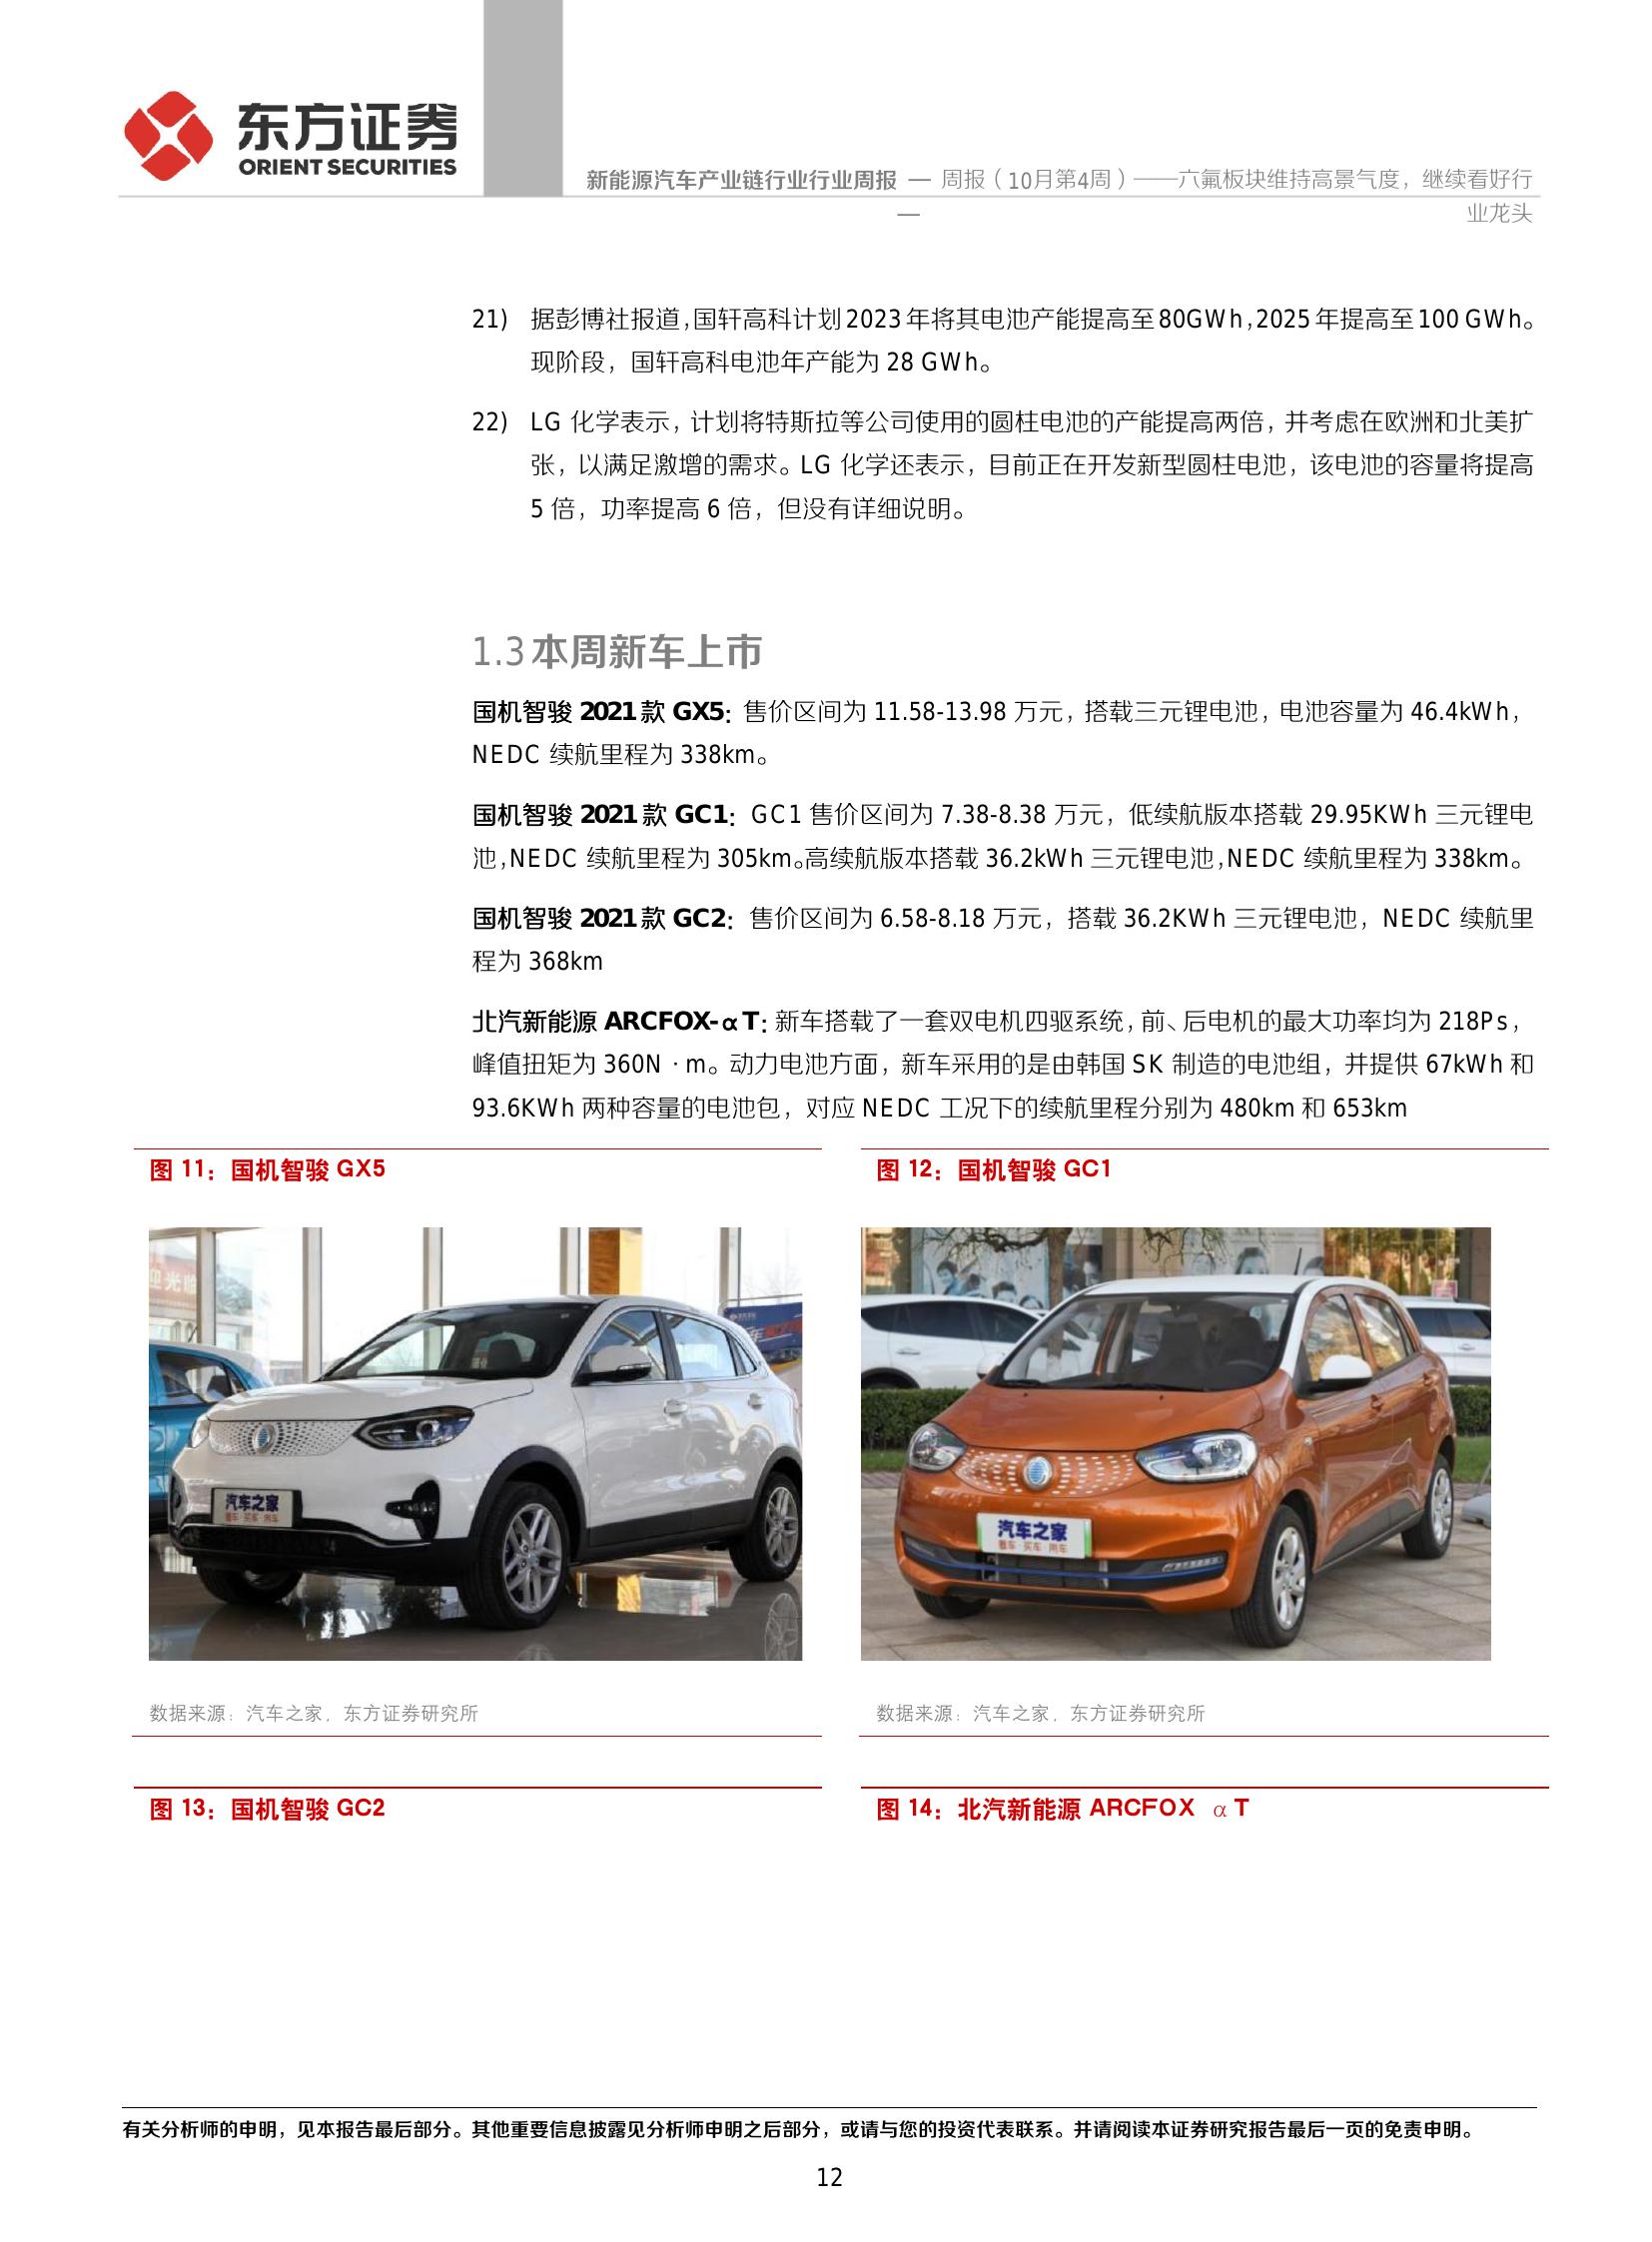 东方证券
ORIENT SECURITIES
新能源汽车产业链行业行业周报 — 周报（10月第4周）——六氟板块维持高景气度，继续看好行
—
业龙头
21) 据彭博社报道，国轩高科计划 2023 年将其电池产能提高至 80GWh，2025 年提高至 100 GWh。
现阶段，国轩高科电池年产能为 28 GWh。
22) LG 化学表示，计划将特斯拉等公司使用的圆柱电池的产能提高两倍，并考虑在欧洲和北美扩
张，以满足激增的需求。LG 化学还表示，目前正在开发新型圆柱电池，该电池的容量将提高
5 倍，功率提高 6 倍，但没有详细说明。
1.3 本周新车上市
国机智骏 2021 款 GX5：售价区间为 11.58-13.98 万元，搭载三元锂电池，电池容量为 46.4kWh，
NEDC 续航里程为 338km。
国机智骏 2021 款 GC1：GC1 售价区间为 7.38-8.38 万元，低续航版本搭载 29.95KWh 三元锂电
池，NEDC 续航里程为 305km。高续航版本搭载 36.2kWh 三元锂电池，NEDC 续航里程为 338km。
国机智骏 2021 款 GC2：售价区间为 6.58-8.18 万元，搭载 36.2KWh 三元锂电池，NEDC 续航里
程为 368km
北汽新能源 ARCFOX-αT：新车搭载了一套双电机四驱系统，前、后电机的最大功率均为 218Ps，
峰值扭矩为 360N · m。动力电池方面，新车采用的是由韩国 SK 制造的电池组，并提供 67kWh 和
93.6KWh 两种容量的电池包，对应 NEDC 工况下的续航里程分别为 480km 和 653km
图 11：国机智骏 GX5
图 12：国机智骏 GC1
迎光临
汽车之家
看车·买车·用车
汽车之家
看车·买车·用车
数据来源：汽车之家，东方证券研究所
数据来源：汽车之家，东方证券研究所
图 13：国机智骏 GC2
图 14：北汽新能源 ARCFOX αT
有关分析师的申明，见本报告最后部分。其他重要信息披露见分析师申明之后部分，或请与您的投资代表联系。并请阅读本证券研究报告最后一页的免责申明。
12